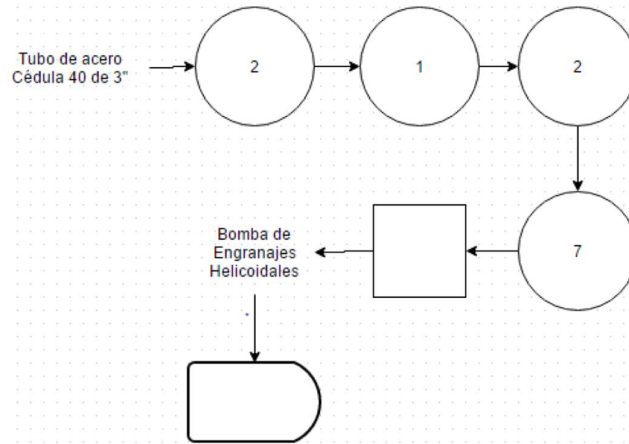 Tubo de acero
Cédula 40 de 3"
2
1
2
7
Bomba de
Engranajes
Helicoidales